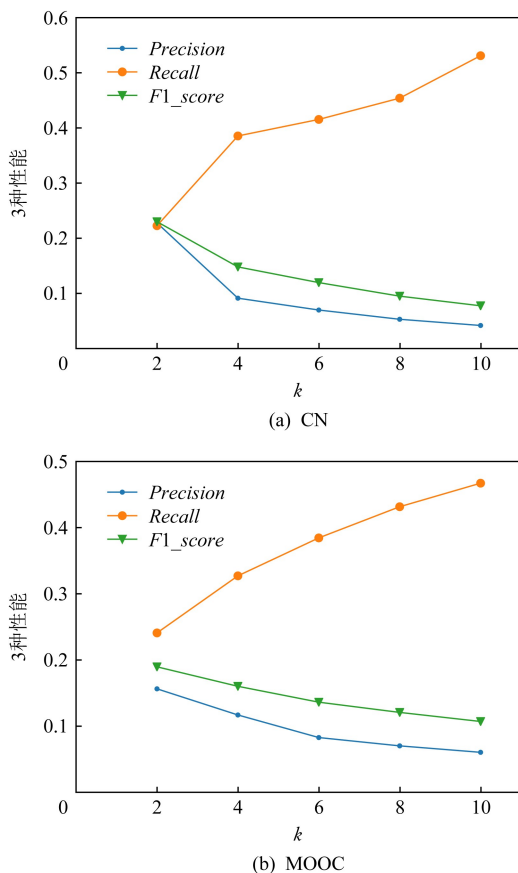 0.6
Precision
Recall
F1_score
0.5
0.4
0.3
0.2
0.1
0
3种性能
2 4 6 8 10
k
(a) CN
0.5
Precision
Recall
F1_score
0.4
0.3
0.2
0.1
0
3种性能
2 4 6 8 10
k
(b) MOOC